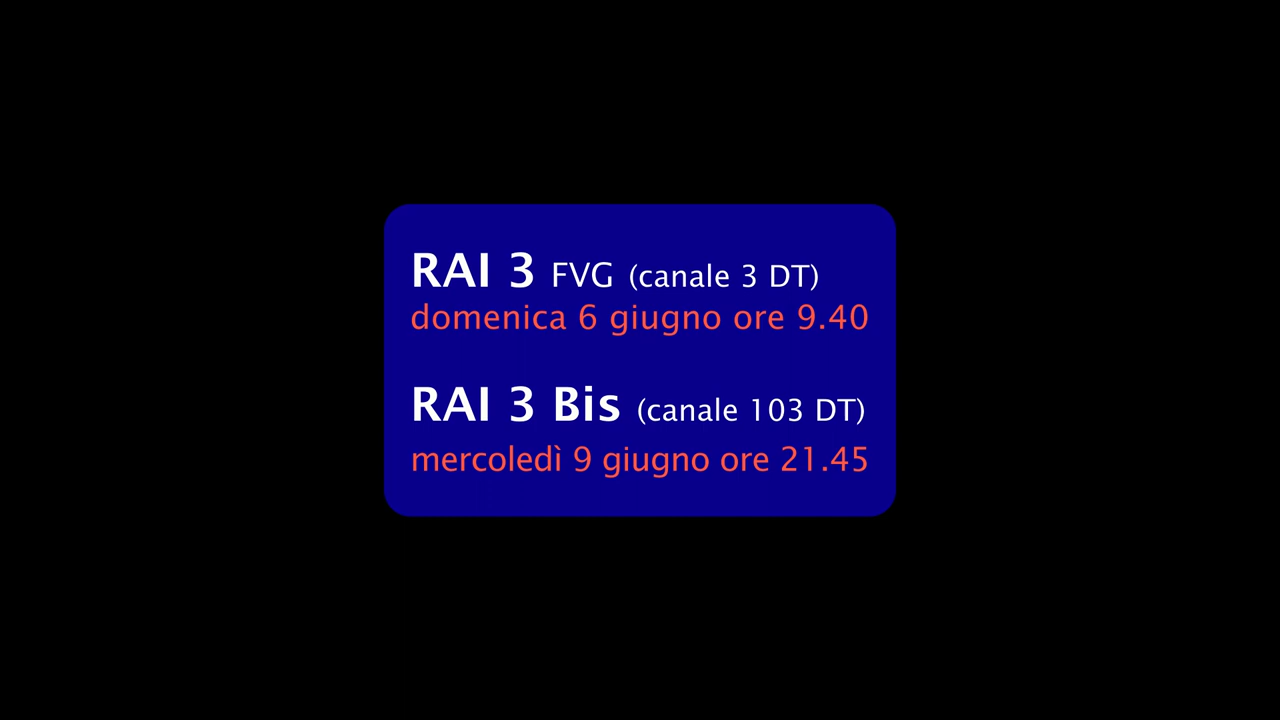 RAI 3 FVG (canale 3 DT)
domenica 6 giugno ore 9.40
RAI 3 Bis (canale 103 DT)
mercoledì 9 giugno ore 21.45